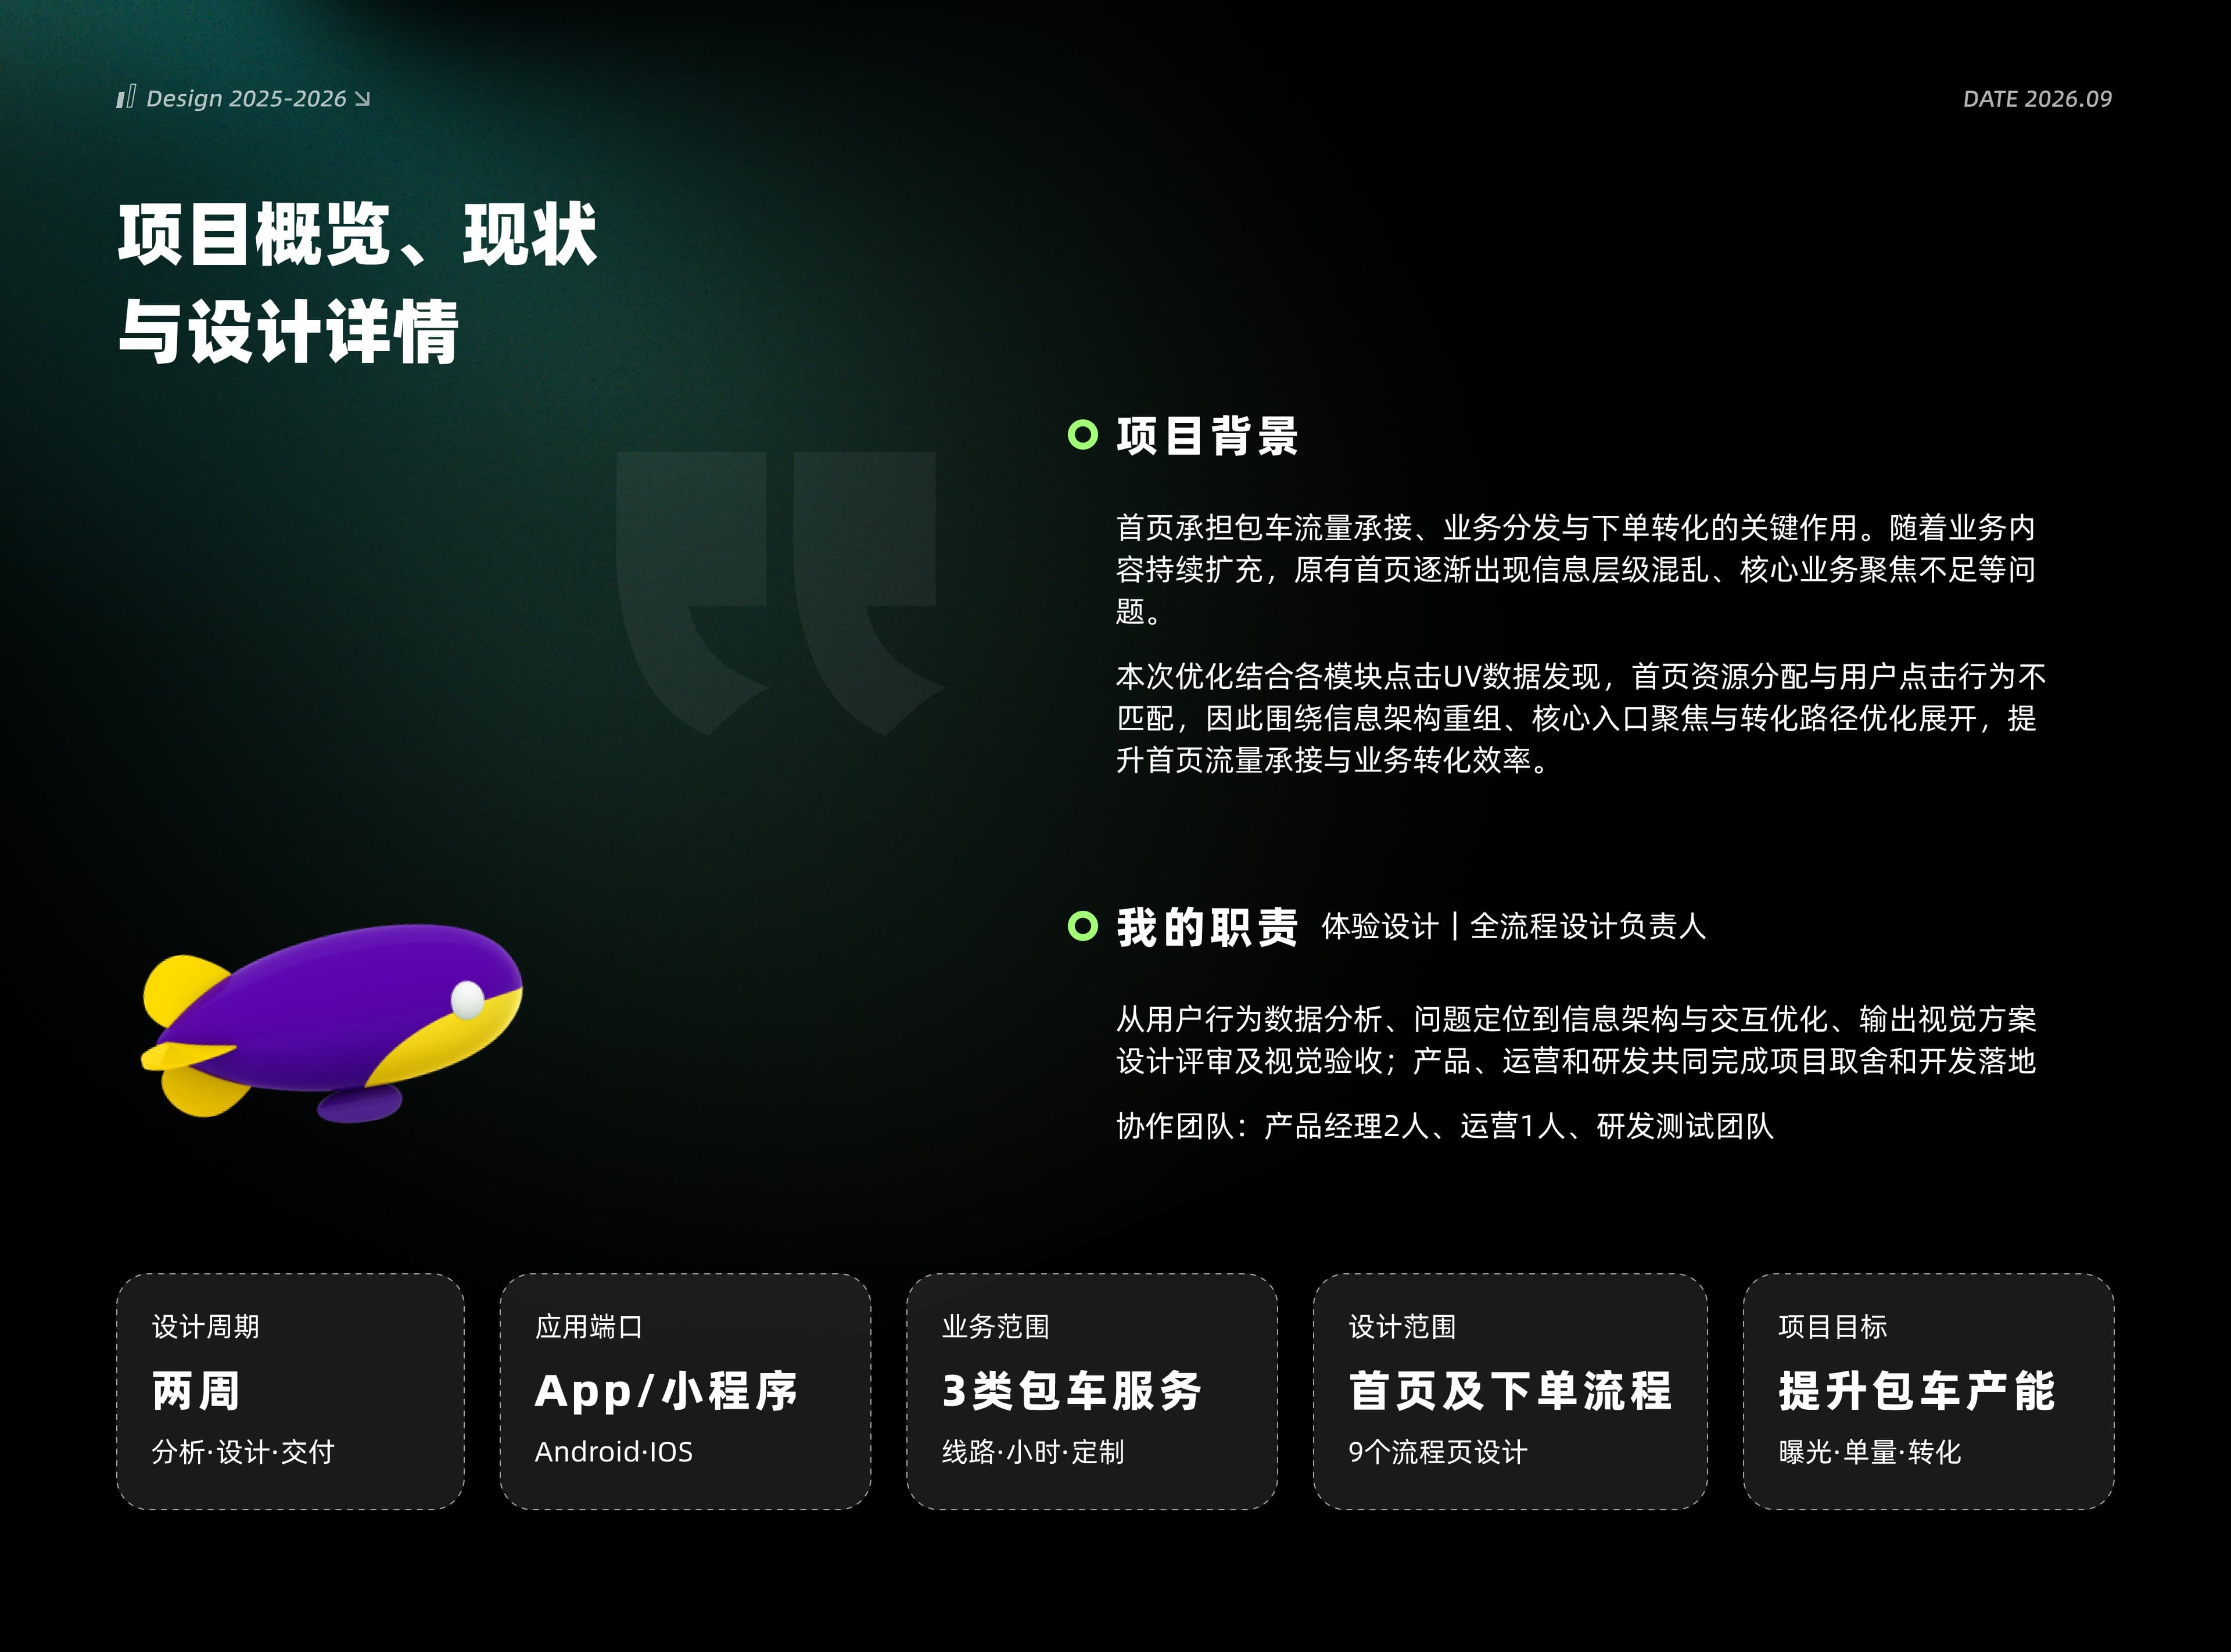 Design 2025-2026
DATE 2026.09
项目概览、现状
与设计详情
项目背景
首页承担包车流量承接、业务分发与下单转化的关键作用。随着业务内
容持续扩充，原有首页逐渐出现信息层级混乱、核心业务聚焦不足等问
题。
本次优化结合各模块点击UV数据发现，首页资源分配与用户点击行为不
匹配，因此围绕信息架构重组、核心入口聚焦与转化路径优化展开，提
升首页流量承接与业务转化效率。
我的职责 体验设计 | 全流程设计负责人
从用户行为数据分析、问题定位到信息架构与交互优化、输出视觉方案
设计评审及视觉验收；产品、运营和研发共同完成项目取舍和开发落地
协作团队：产品经理2人、运营1人、研发测试团队
设计周期
两周
分析·设计·交付
应用端口
App/小程序
Android·IOS
业务范围
3类包车服务
线路·小时·定制
设计范围
首页及下单流程
9个流程页设计
项目目标
提升包车产能
曝光·单量·转化